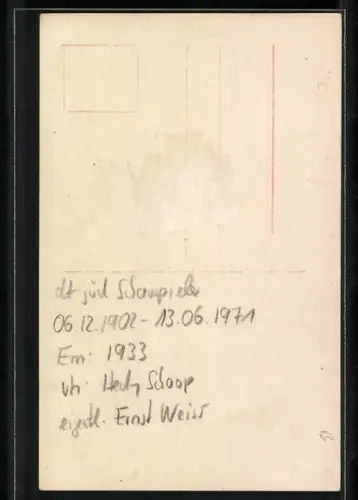 dt jüd Schauspieler
06.12.1902 - 13.06.1971
Em: 1933
vh. Hedy Schoop
eigentl. Ernst Weiss